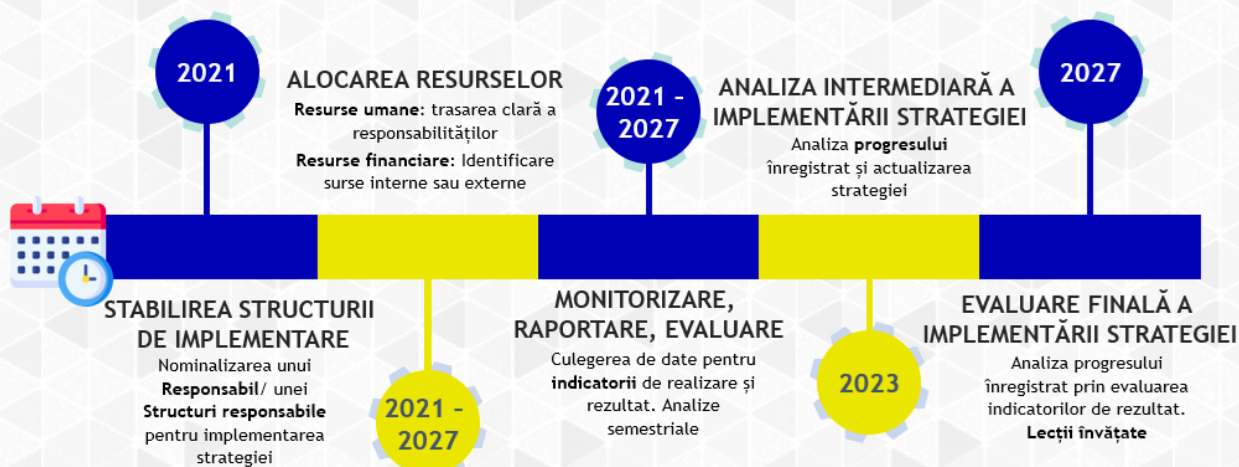 2021
STABILIREA STRUCTURII
DE IMPLEMENTARE
Nominalizarea unui
Responsabil/ unei
Structuri responsabile
pentru implementarea
strategiei
ALOCAREA RESURSELOR
Resurse umane: trasarea clară a
responsabilităților
Resurse financiare: Identificare
surse interne sau externe
2021 –
2027
2021 –
2027
MONITORIZARE,
RAPORTARE, EVALUARE
Culegerea de date pentru
indicatorii de realizare și
rezultat. Analize
semestriale
ANALIZA INTERMEDIARĂ A
IMPLEMENTĂRII STRATEGIEI
Analiza progresului
înregistrat și actualizarea
strategiei
2023
2027
EVALUARE FINALĂ A
IMPLEMENTĂRII STRATEGIEI
Analiza progresului
înregistrat prin evaluarea
indicatorilor de rezultat.
Lecții învățate